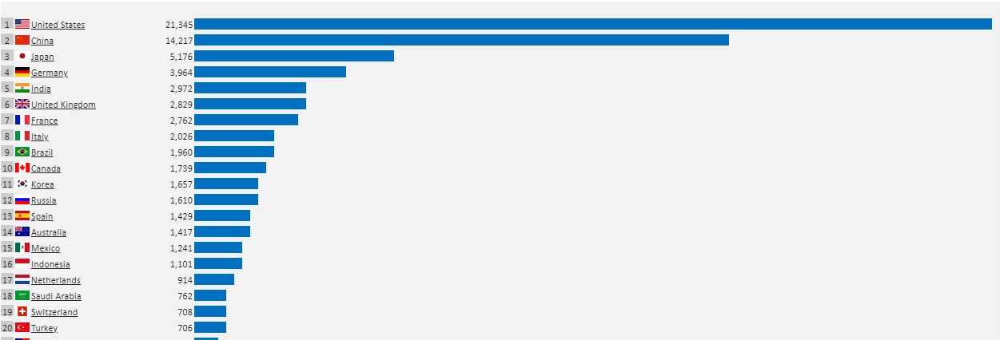 1 United States 21,345
2 China 14,217
3 Japan 5,176
4 Germany 3,964
5 India 2,972
6 United Kingdom 2,829
7 France 2,762
8 Italy 2,026
9 Brazil 1,960
10 Canada 1,739
11 Korea 1,657
12 Russia 1,610
13 Spain 1,429
14 Australia 1,417
15 Mexico 1,241
16 Indonesia 1,101
17 Netherlands 914
18 Saudi Arabia 762
19 Switzerland 708
20 Turkey 706